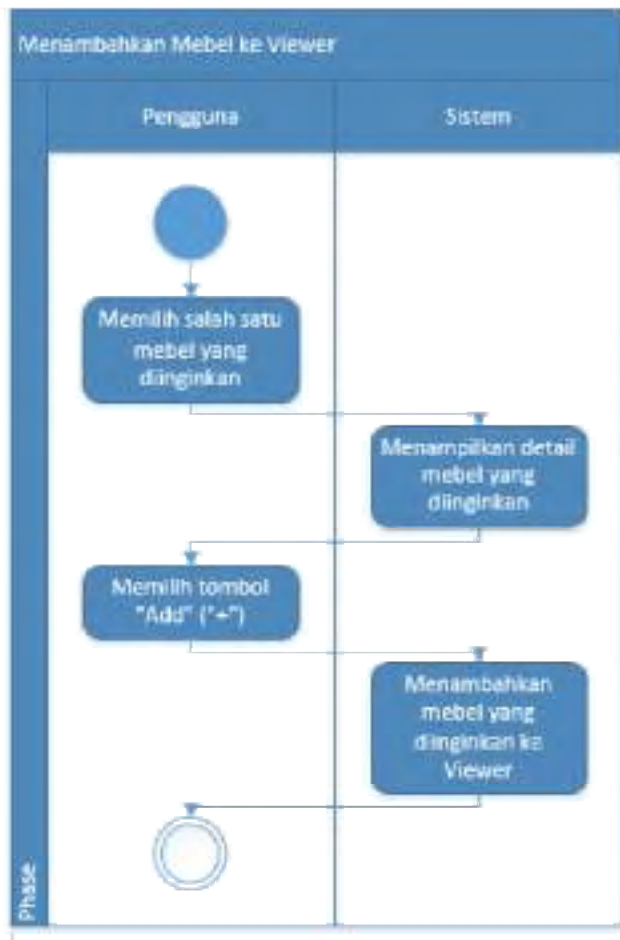 Menambahkan Mebel ke Viewer
Pengguna
Sistem
Memilih salah satu
mebel yang
diinginkan
Menampilkan detail
mebel yang
diinginkan
Memilih tombol
"Add" ("+")
Menambahkan
mebel yang
diinginkan ke
Viewer
Phase